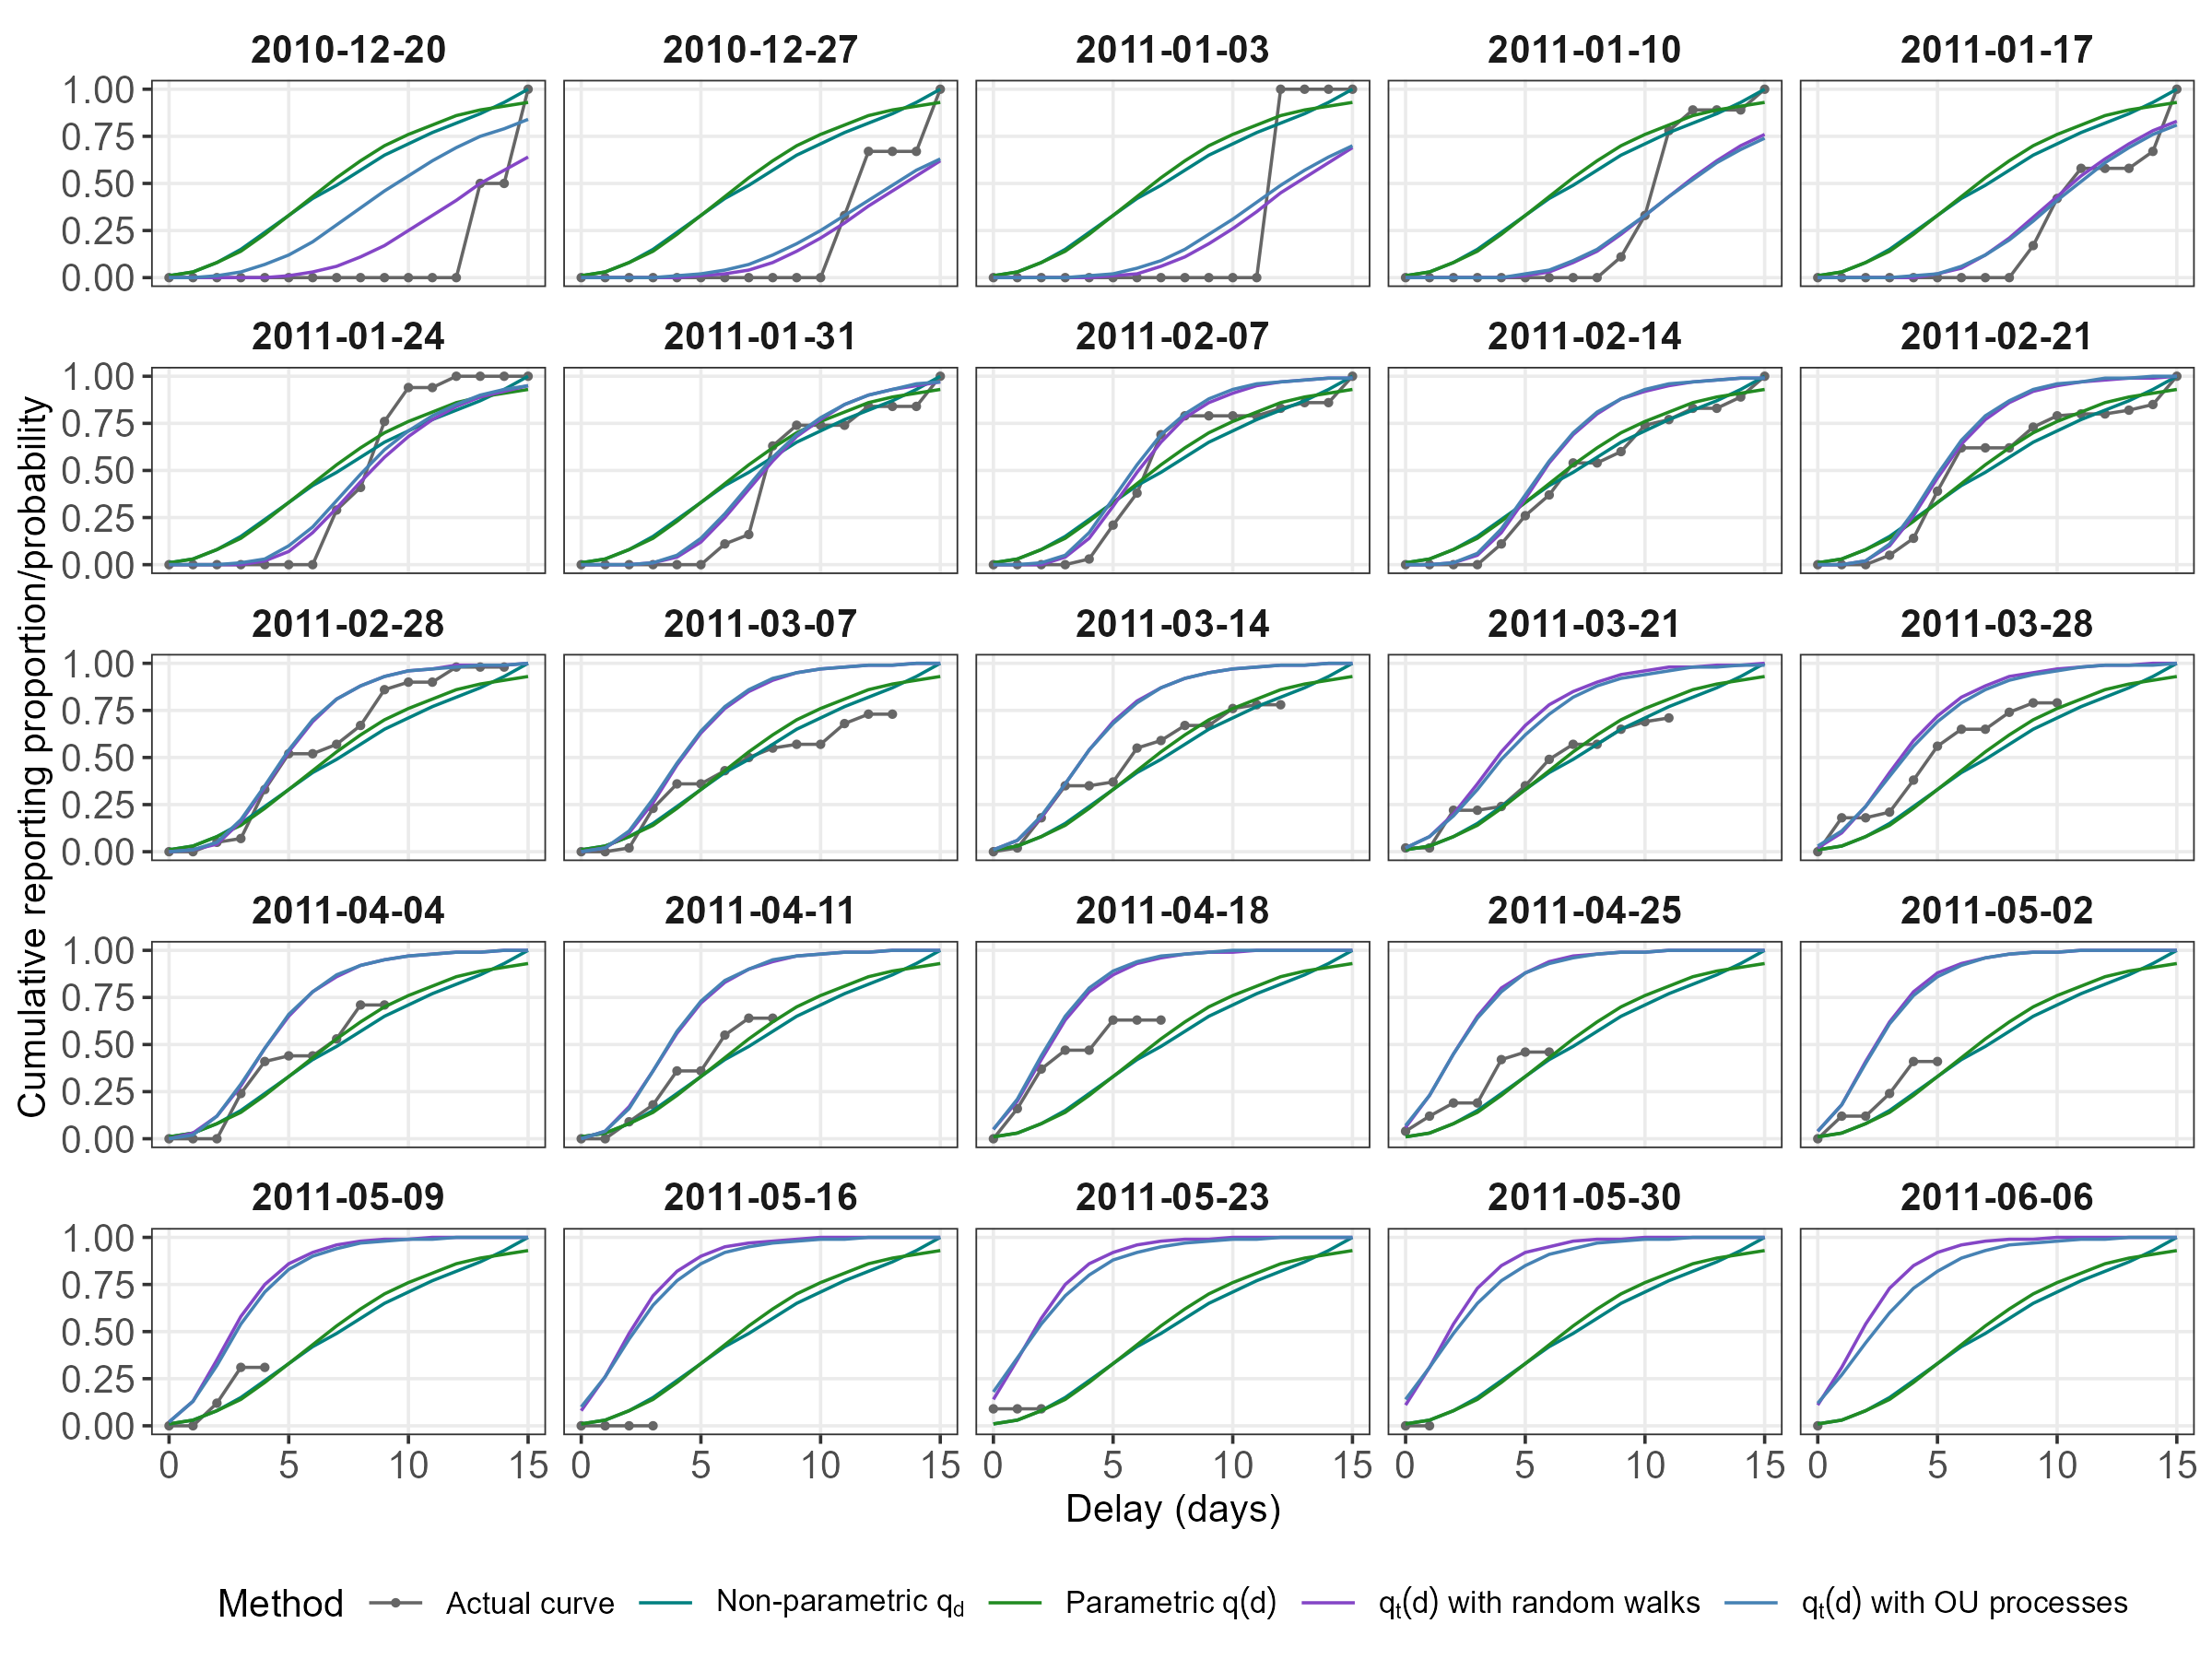 2010-12-20 2010-12-27 2011-01-03 2011-01-10 2011-01-17
1.00
0.75
0.50
0.25
0.00
2011-01-24 2011-01-31 2011-02-07 2011-02-14 2011-02-21
1.00
0.75
0.50
0.25
0.00
2011-02-28 2011-03-07 2011-03-14 2011-03-21 2011-03-28
1.00
0.75
0.50
0.25
0.00
2011-04-04 2011-04-11 2011-04-18 2011-04-25 2011-05-02
1.00
0.75
0.50
0.25
0.00
2011-05-09 2011-05-16 2011-05-23 2011-05-30 2011-06-06
1.00
0.75
0.50
0.25
0.00
0 5 10 15 0 5 10 15 0 5 10 15 0 5 10 15 0 5 10 15
Cumulative reporting proportion/probability
Delay (days)
Method Actual curve Non-parametric q_d Parametric q(d) q_t(d) with random walks q_t(d) with OU processes